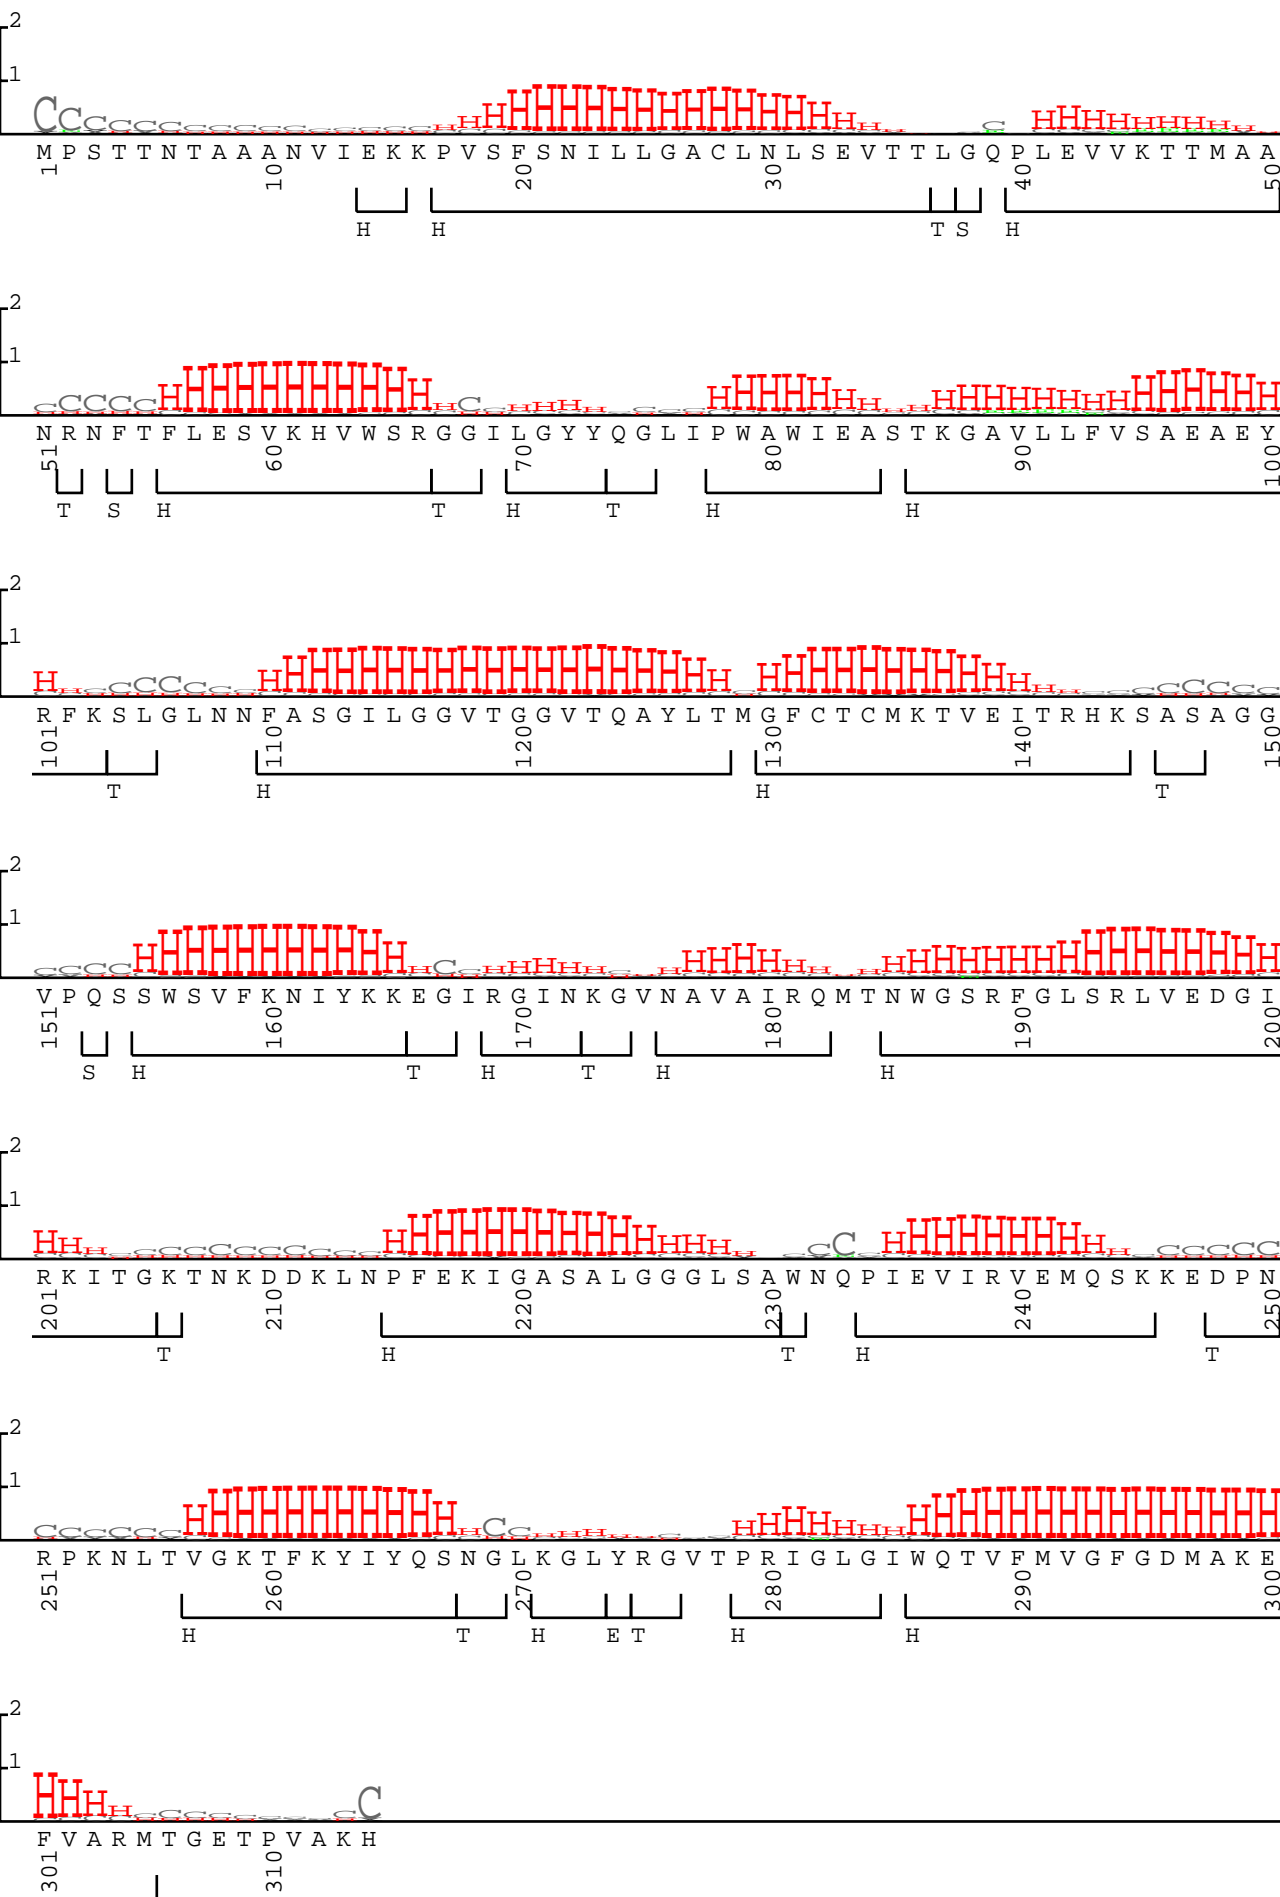 2
1
M P S T T N T A A A N V I E K K P V S F S N I L L G A C L N L S E V T T L G Q P L E V V K T T M A A
1 10 20 30 40 50
H H T S H
2
1
N R N F T F L E S V K H V W S R G G I L G Y Y Q G L I P W A W I E A S T K G A V L L F V S A E A E Y
51 60 70 80 90 100
T S H T H T H H
2
1
R F K S L G L N N F A S G I L G G V T G G V T Q A Y L T M G F C T C M K T V E I T R H K S A S A G G
101 110 120 130 140 150
T H H T
2
1
V P Q S S W S V F K N I Y K K E G I R G I N K G V N A V A I R Q M T N W G S R F G L S R L V E D G I
151 160 170 180 190 200
S H T H T H H
2
1
R K I T G K T N K D D K L N P F E K I G A S A L G G G L S A W N Q P I E V I R V E M Q S K K E D P N
201 210 220 230 240 250
T H T H T
2
1
R P K N L T V G K T F K Y I Y Q S N G L K G L Y R G V T P R I G L G I W Q T V F M V G F G D M A K E
251 260 270 280 290 300
H T H E T H H
2
1
F V A R M T G E T P V A K H
301 310